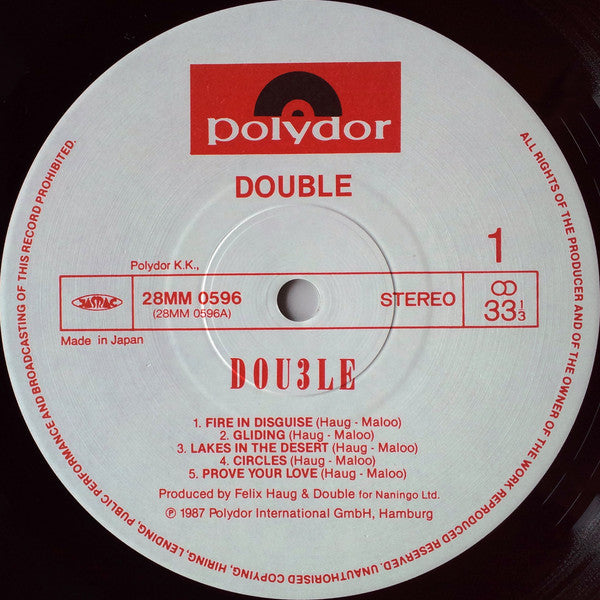 polydor
DOUBLE
1
Polydor K.K.,
JASRAC
28MM 0596
(28MM 0596A)
STEREO
33 1/3
Made in Japan
DOU3LE
1. FIRE IN DISGUISE (Haug - Maloo)
2. GLIDING (Haug - Maloo)
3. LAKES IN THE DESERT (Haug - Maloo)
4. CIRCLES (Haug - Maloo)
5. PROVE YOUR LOVE (Haug - Maloo)
Produced by Felix Haug & Double for Naningo Ltd.
℗ 1987 Polydor International GmbH, Hamburg
ALL RIGHTS OF THE PRODUCER AND OF THE OWNER OF THE WORK REPRODUCED RESERVED. UNAUTHORISED COPYING, HIRING, LENDING, PUBLIC PERFORMANCE AND BROADCASTING OF THIS RECORD PROHIBITED.